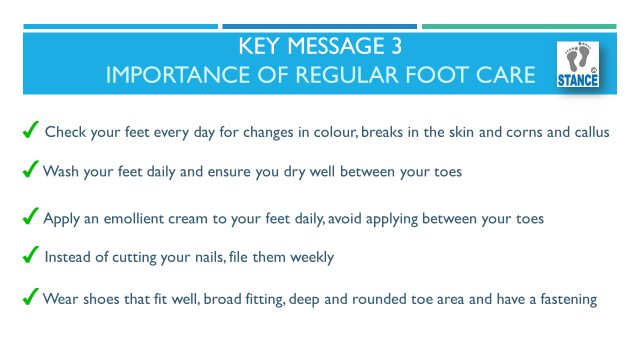 KEY MESSAGE 3
IMPORTANCE OF REGULAR FOOT CARE
STANCE
Check your feet every day for changes in colour, breaks in the skin and corns and callus
Wash your feet daily and ensure you dry well between your toes
Apply an emollient cream to your feet daily, avoid applying between your toes
Instead of cutting your nails, file them weekly
Wear shoes that fit well, broad fitting, deep and rounded toe area and have a fastening